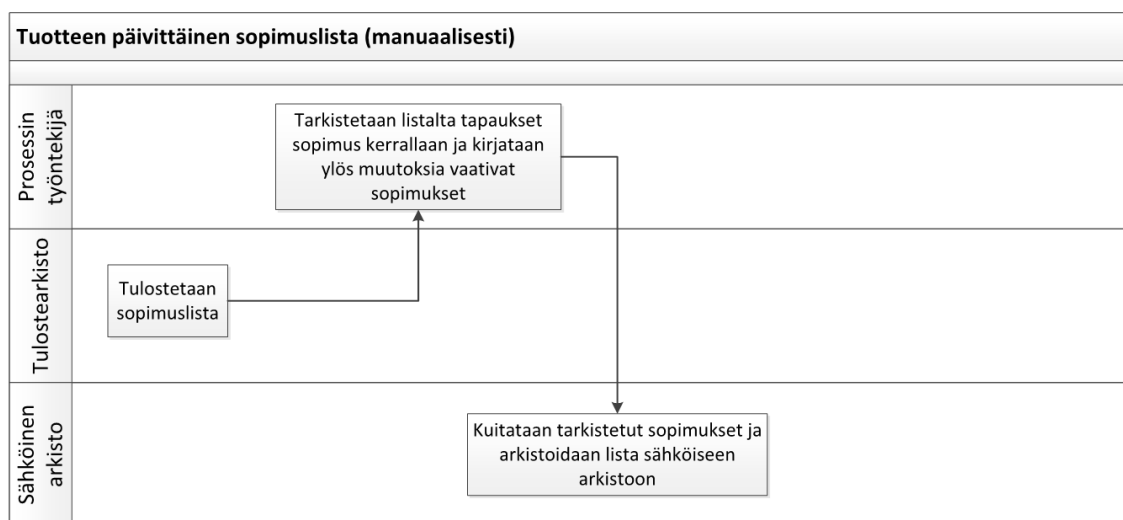 Tuotteen päivittäinen sopimuslista (manuaalisesti)
Prosessin
työntekijä
Tarkistetaan listalta tapaukset
sopimus kerrallaan ja kirjataan
ylös muutoksia vaativat
sopimukset
Tulostearkisto
Tulostetaan
sopimuslista
Sähköinen
arkisto
Kuitataan tarkistetut sopimukset ja
arkistoidaan lista sähköiseen
arkistoon